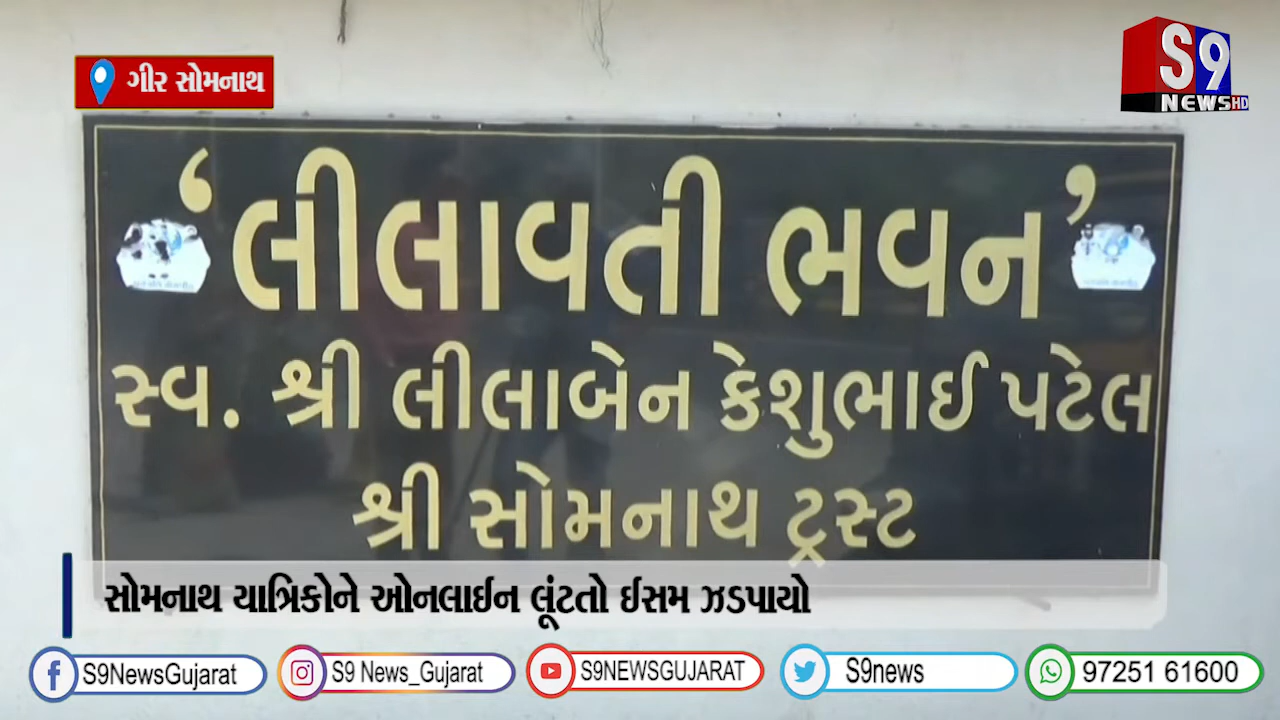 ગીર સોમનાથ
S9
NEWS HD
‘લીલાવતી ભવન’
સ્વ. શ્રી લીલાબેન કેશુભાઈ પટેલ
શ્રી સોમનાથ ટ્રસ્ટ
સોમનાથ યાત્રિકોને ઓનલાઈન લૂંટતો ઈસમ ઝડપાયો
S9NewsGujarat
S9 News_Gujarat
S9NEWSGUJARAT
S9news
97251 61600